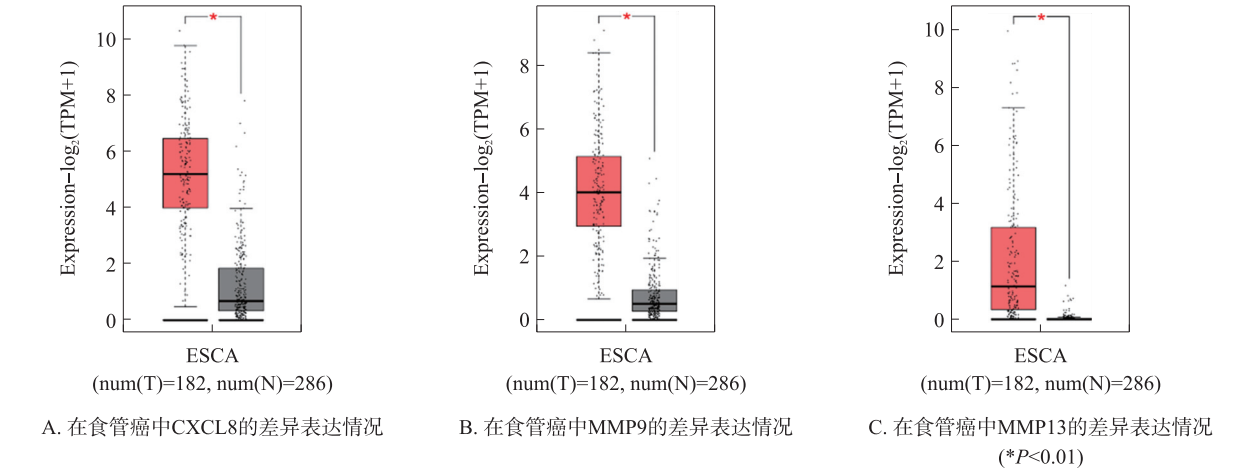 Expression−log₂(TPM+1)
10
8
6
4
2
0
*
ESCA
(num(T)=182, num(N)=286)
A. 在食管癌中CXCL8的差异表达情况
Expression−log₂(TPM+1)
8
6
4
2
0
*
ESCA
(num(T)=182, num(N)=286)
B. 在食管癌中MMP9的差异表达情况
Expression−log₂(TPM+1)
10
8
6
4
2
0
*
ESCA
(num(T)=182, num(N)=286)
C. 在食管癌中MMP13的差异表达情况
(*P<0.01)